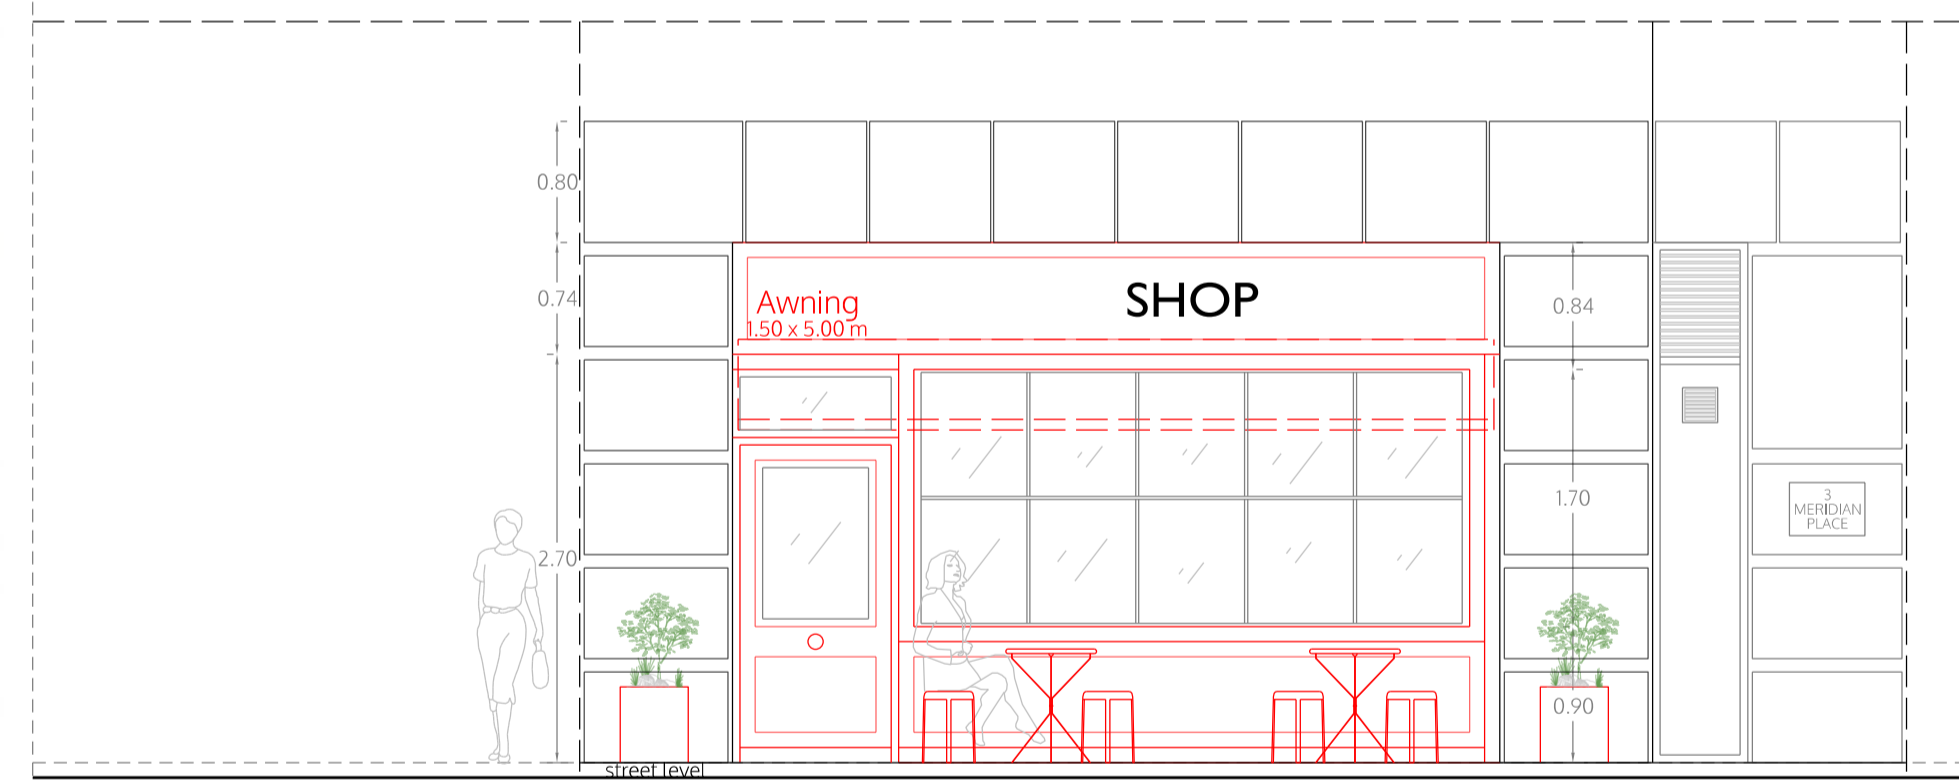 0.80
0.74
2.70
Awning
1.50 x 5.00 m
SHOP
0.84
1.70
0.90
3
MERIDIAN
PLACE
street level